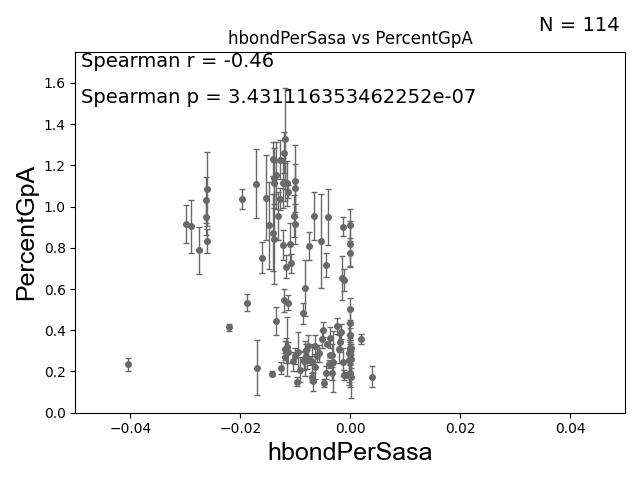 N = 114
hbondPerSasa vs PercentGpA
Spearman r = -0.46
Spearman p = 3.431116353462252e-07
1.6
1.4
1.2
1.0
0.8
0.6
0.4
0.2
0.0
PercentGpA
−0.04 −0.02 0.00 0.02 0.04
hbondPerSasa